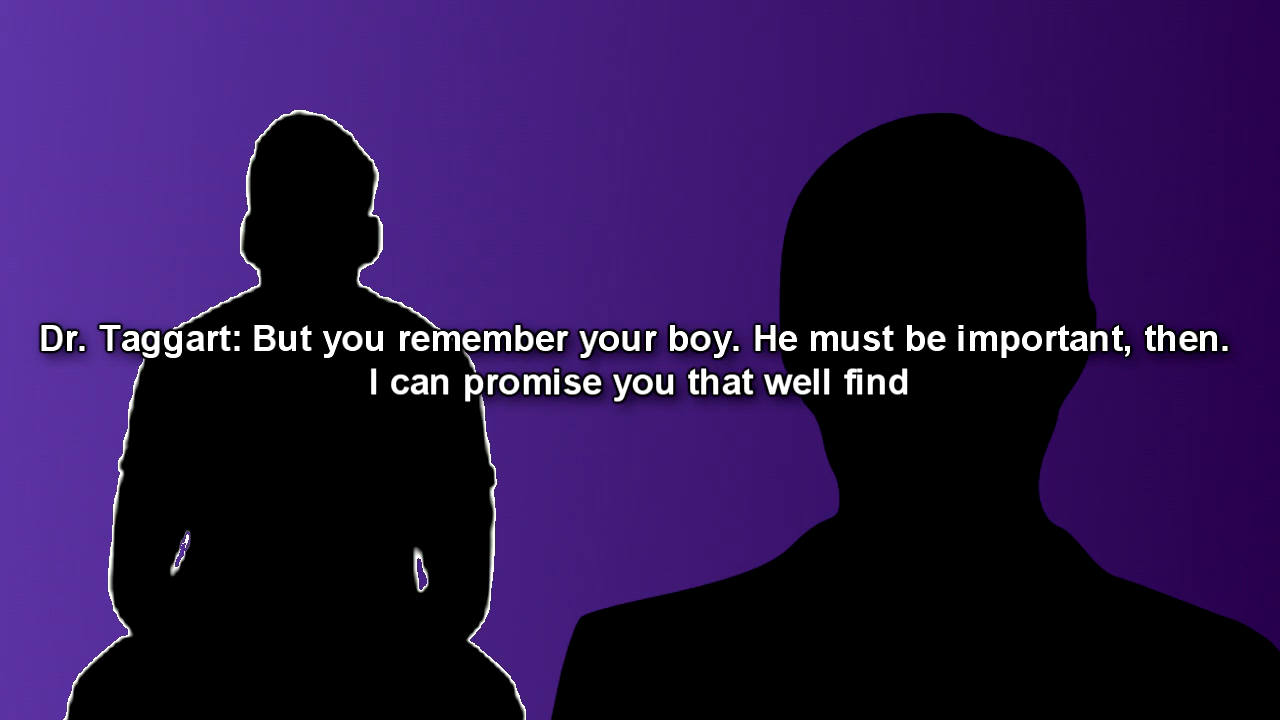 Dr. Taggart: But you remember your boy. He must be important, then.
I can promise you that well find